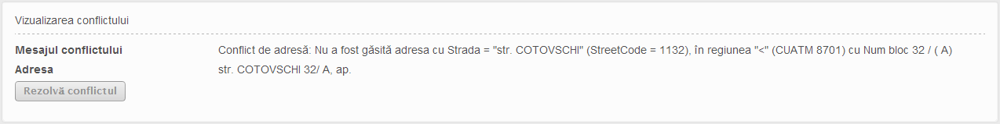 Vizualizarea conflictului
Mesajul conflictului Conflict de adresă: Nu a fost găsită adresa cu Strada = "str. COTOVSCHI" (StreetCode = 1132), în regiunea "<" (CUATM 8701) cu Num bloc 32 / ( A)
Adresa str. COTOVSCHI 32/ A, ap.
Rezolvă conflictul